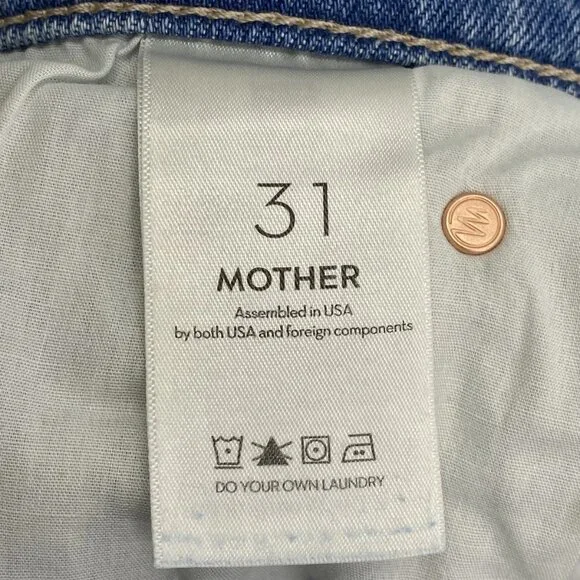 31
MOTHER
Assembled in USA
by both USA and foreign components
DO YOUR OWN LAUNDRY